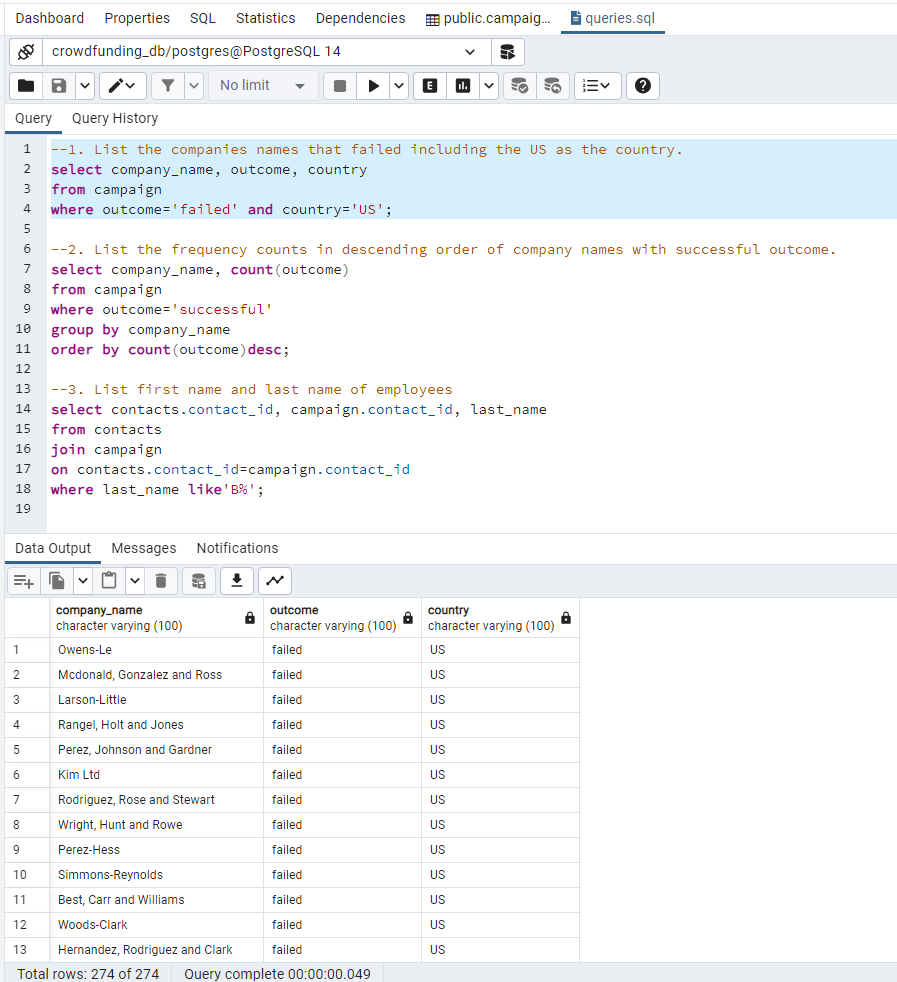 Dashboard Properties SQL Statistics Dependencies public.campaig... queries.sql
crowdfunding_db/postgres@PostgreSQL 14
No limit
Query Query History
1 --1. List the companies names that failed including the US as the country.
2 select company_name, outcome, country
3 from campaign
4 where outcome='failed' and country='US';
5
6 --2. List the frequency counts in descending order of company names with successful outcome.
7 select company_name, count(outcome)
8 from campaign
9 where outcome='successful'
10 group by company_name
11 order by count(outcome)desc;
12
13 --3. List first name and last name of employees
14 select contacts.contact_id, campaign.contact_id, last_name
15 from contacts
16 join campaign
17 on contacts.contact_id=campaign.contact_id
18 where last_name like'B%';
19
Data Output Messages Notifications
company_name outcome country
character varying (100) character varying (100) character varying (100)
1 Owens-Le failed US
2 Mcdonald, Gonzalez and Ross failed US
3 Larson-Little failed US
4 Rangel, Holt and Jones failed US
5 Perez, Johnson and Gardner failed US
6 Kim Ltd failed US
7 Rodriguez, Rose and Stewart failed US
8 Wright, Hunt and Rowe failed US
9 Perez-Hess failed US
10 Simmons-Reynolds failed US
11 Best, Carr and Williams failed US
12 Woods-Clark failed US
13 Hernandez, Rodriguez and Clark failed US
Total rows: 274 of 274 Query complete 00:00:00.049